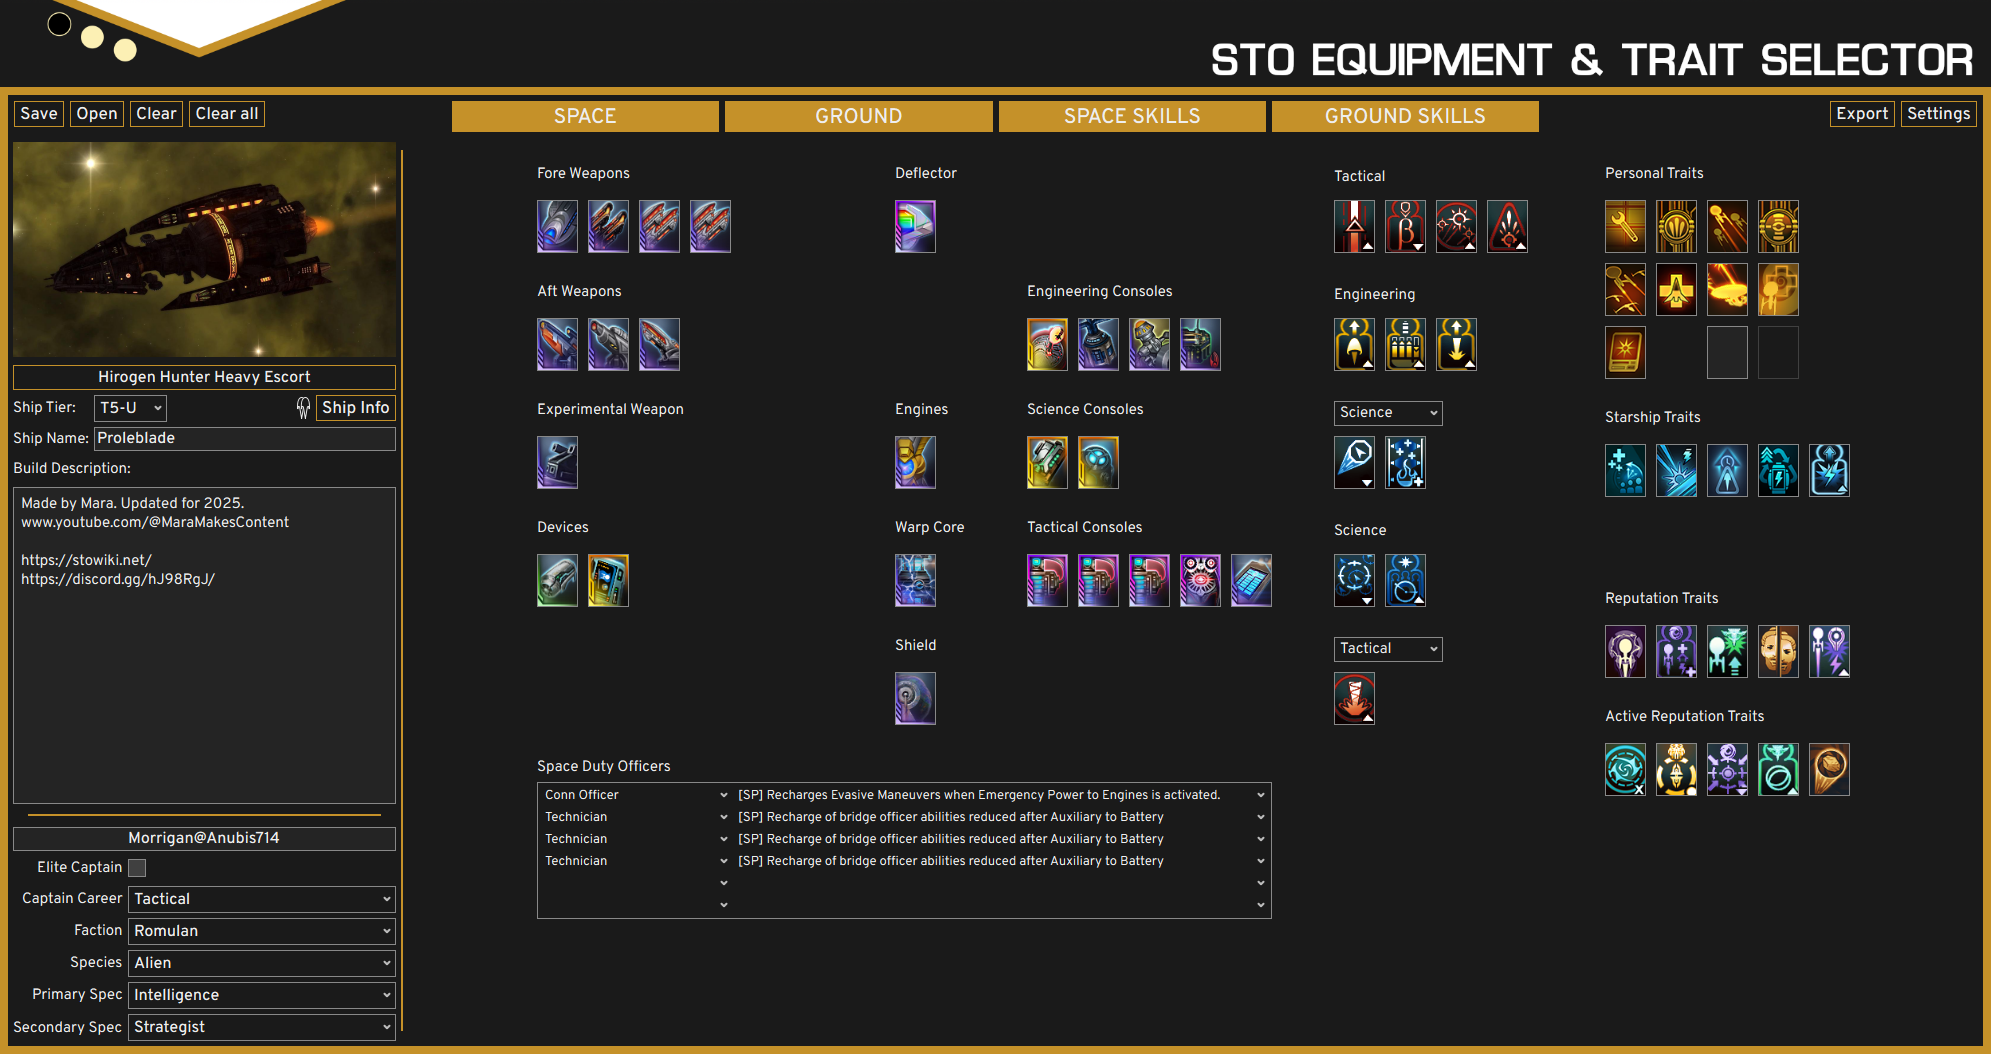 STO EQUIPMENT & TRAIT SELECTOR
Save
Open
Clear
Clear all
SPACE
GROUND
SPACE SKILLS
GROUND SKILLS
Export
Settings
Hirogen Hunter Heavy Escort
Ship Tier:
T5-U
Ship Info
Ship Name:
Proleblade
Build Description:
Made by Mara. Updated for 2025.
www.youtube.com/@MaraMakesContent
https://stowiki.net/
https://discord.gg/hJ98RgJ/
Morrigan@Anubis714
Elite Captain
Captain Career
Tactical
Faction
Romulan
Species
Alien
Primary Spec
Intelligence
Secondary Spec
Strategist
Fore Weapons
Aft Weapons
Experimental Weapon
Devices
Deflector
Engines
Warp Core
Shield
Engineering Consoles
Science Consoles
Tactical Consoles
Space Duty Officers
Conn Officer
[SP] Recharges Evasive Maneuvers when Emergency Power to Engines is activated.
Technician
[SP] Recharge of bridge officer abilities reduced after Auxiliary to Battery
Technician
[SP] Recharge of bridge officer abilities reduced after Auxiliary to Battery
Technician
[SP] Recharge of bridge officer abilities reduced after Auxiliary to Battery
Tactical
Engineering
Science
Science
Tactical
Personal Traits
Starship Traits
Reputation Traits
Active Reputation Traits